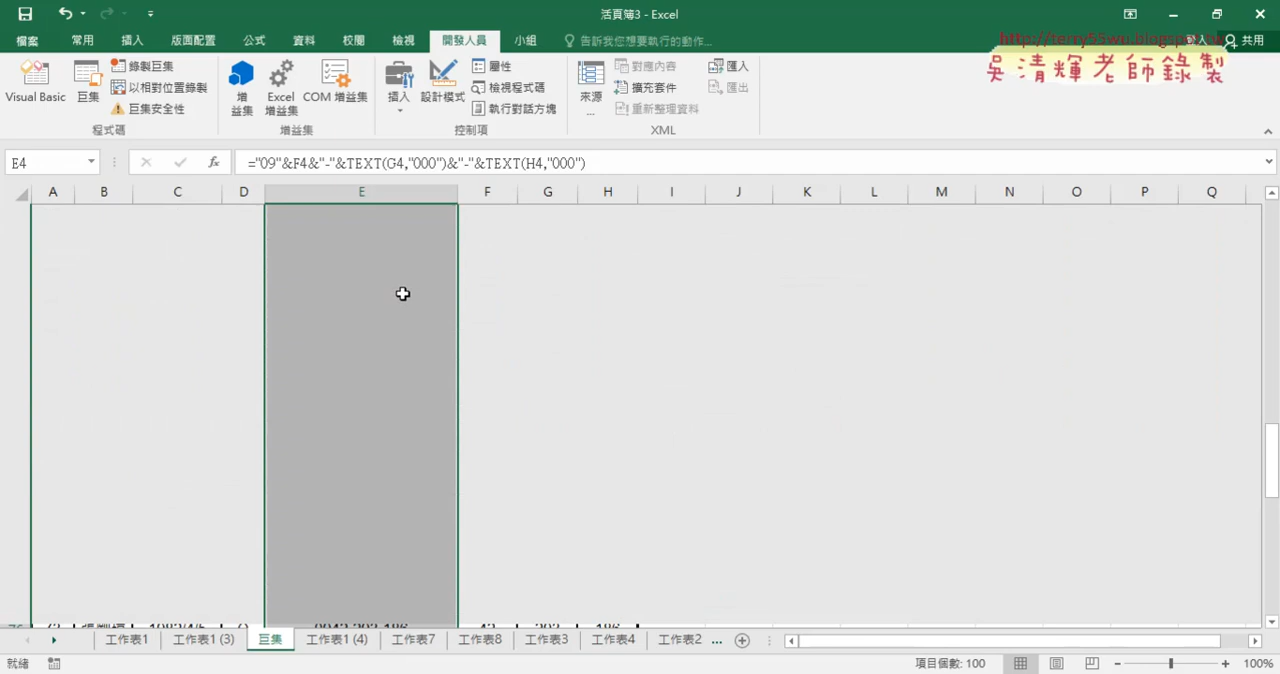 活頁簿3 - Excel
檔案 常用 插入 版面配置 公式 資料 校閱 檢視 開發人員 小組 告訴我您想要執行的動作... 共用
http://terry55wu.blogspot.tw
吳清輝老師錄製
Visual Basic 巨集 錄製巨集 以相對位置錄製 巨集安全性 增益集 Excel 增益集 COM 增益集 插入 設計模式 屬性 檢視程式碼 執行對話方塊 來源... 對應內容 擴充套件 重新整理資料 匯入 匯出
程式碼 增益集 控制項 XML
E4 fx ="09"&F4&"-"&TEXT(G4,"000")&"-"&TEXT(H4,"000")
A B C D E F G H I J K L M N O P Q
工作表1 工作表1 (3) 巨集 工作表1 (4) 工作表7 工作表8 工作表3 工作表4 工作表2 ...
就緒 項目個數: 100 100%